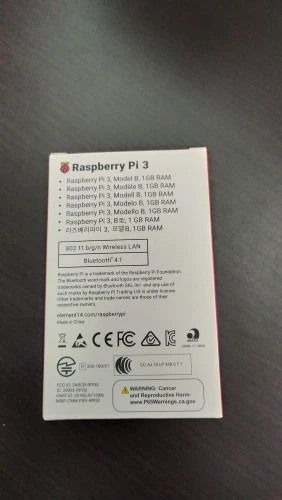 Raspberry Pi 3
• Raspberry Pi 3, Model B, 1GB RAM
• Raspberry Pi 3, Modèle B, 1GB RAM
• Raspberry Pi 3, Modell B, 1GB RAM
• Raspberry Pi 3, Modelo B, 1GB RAM
• Raspberry Pi 3, Modello B, 1GB RAM
• Raspberry Pi 3, B型, 1 GB RAM
• 라즈베리파이 3, 모델 B, 1GB RAM
802.11 b/g/n Wireless LAN
Bluetooth® 4.1
Raspberry Pi is a trademark of the Raspberry Pi Foundation.
The Bluetooth word mark and logos are registered
trademarks owned by Bluetooth SIG, Inc. and any use of
such marks by Raspberry Pi Trading Ltd is under license.
Other trademarks and trade names are those of their
respective owners.
element14.com/raspberrypi
Made in China
WARNING: Cancer
and Reproductive Harm-
www.P65Warnings.ca.gov